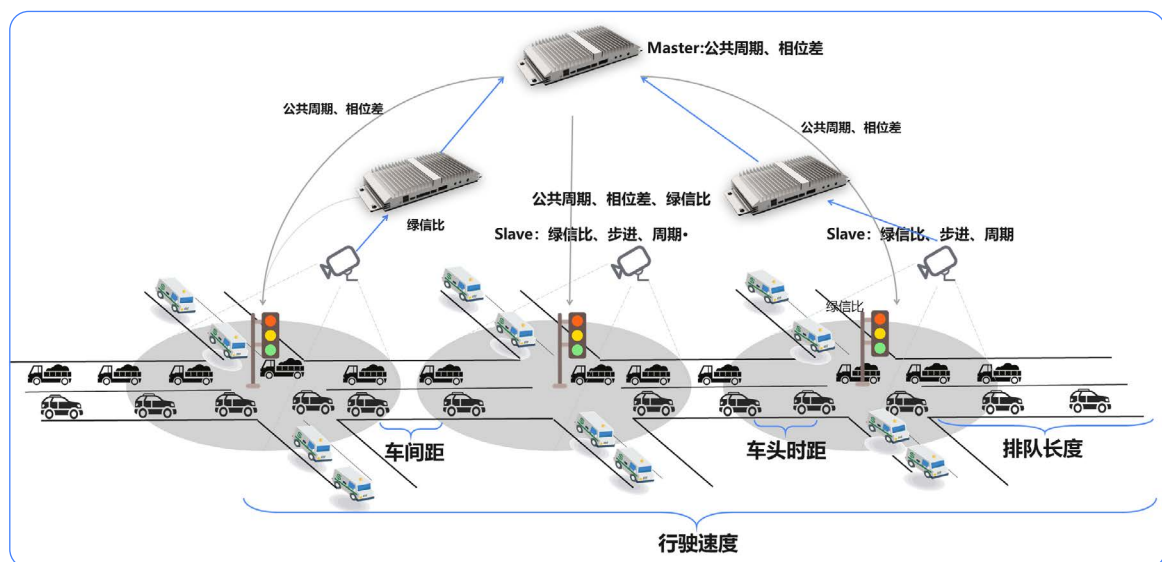 Master:公共周期、相位差
公共周期、相位差
公共周期、相位差
公共周期、相位差、绿信比
绿信比
Slave：绿信比、步进、周期•
Slave：绿信比、步进、周期
绿信比
车间距
车头时距
排队长度
行驶速度